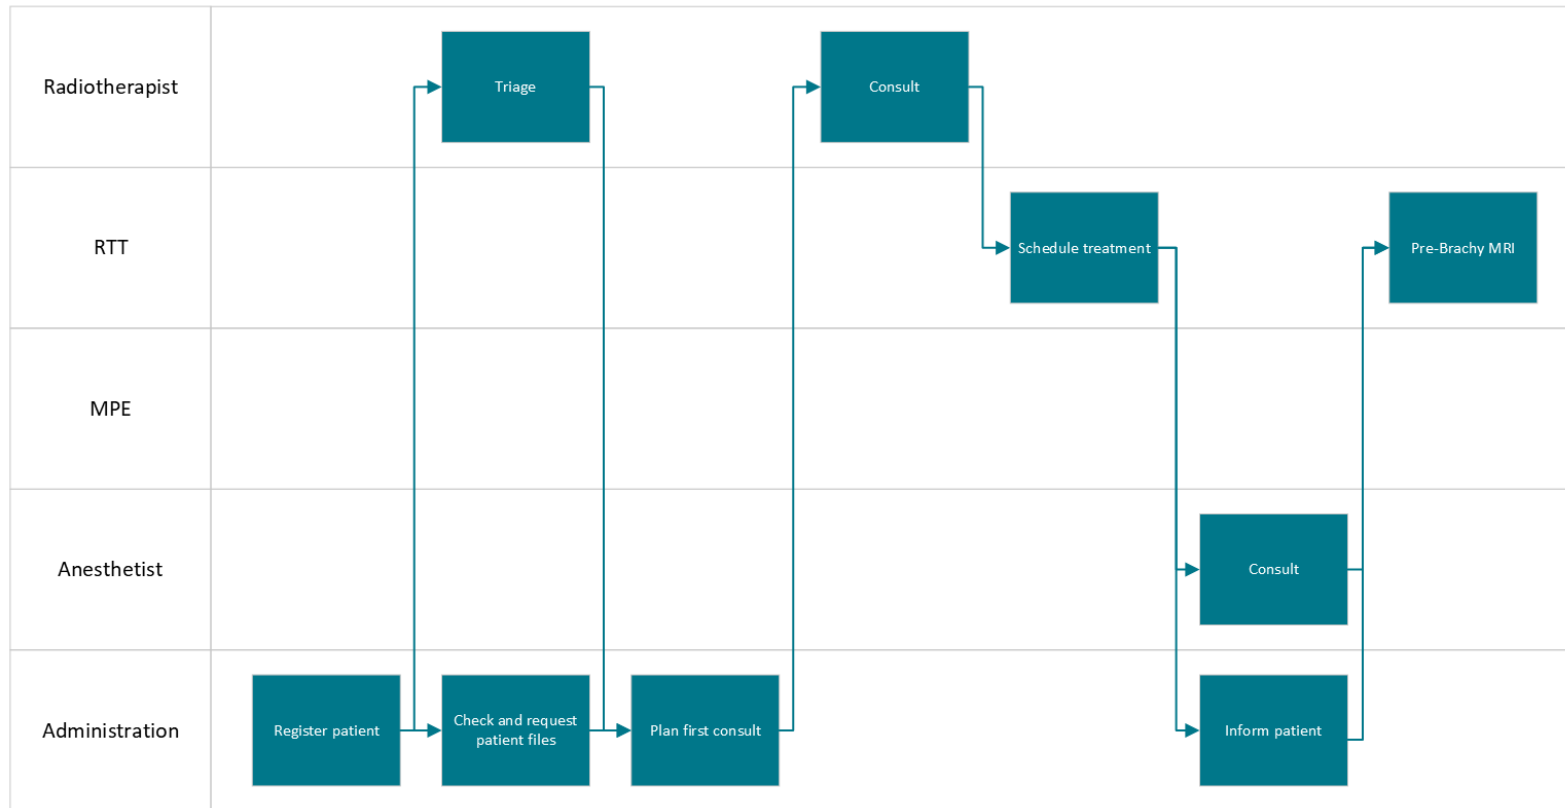 Radiotherapist
Triage
Consult
RTT
Schedule treatment
Pre-Brachy MRI
MPE
Anesthetist
Consult
Administration
Register patient
Check and request
patient files
Plan first consult
Inform patient